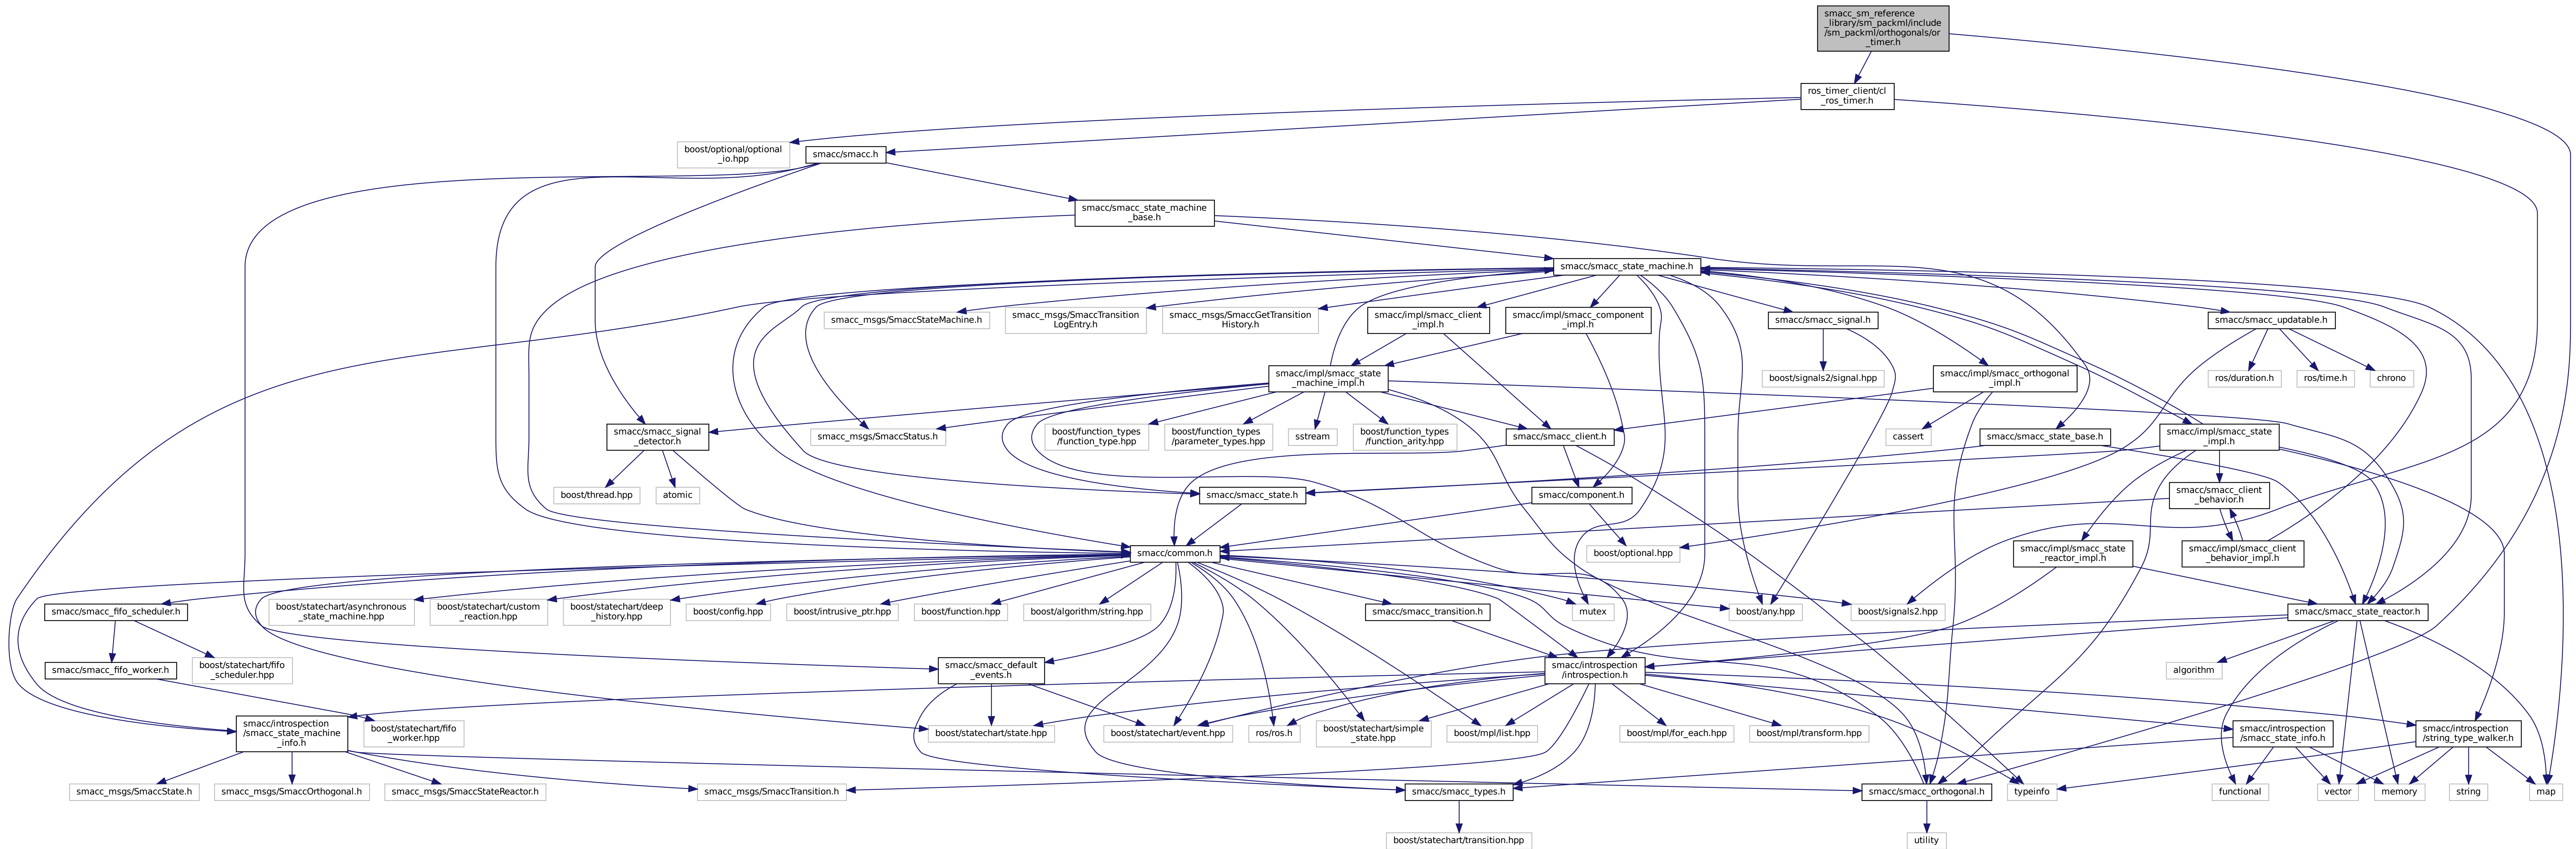 smacc_sm_reference
_library/sm_packml/include
/sm_packml/orthogonals/or
_timer.h
ros_timer_client/cl
_ros_timer.h
boost/optional/optional
_io.hpp
smacc/smacc.h
smacc/smacc_state_machine
_base.h
smacc/smacc_state_machine.h
smacc_msgs/SmaccStateMachine.h
smacc_msgs/SmaccTransition
LogEntry.h
smacc_msgs/SmaccGetTransition
History.h
smacc/impl/smacc_client
_impl.h
smacc/impl/smacc_component
_impl.h
smacc/smacc_signal.h
smacc/smacc_updatable.h
smacc/impl/smacc_state
_machine_impl.h
boost/signals2/signal.hpp
smacc/impl/smacc_orthogonal
_impl.h
ros/duration.h
ros/time.h
chrono
smacc/smacc_signal
_detector.h
smacc_msgs/SmaccStatus.h
boost/function_types
/function_type.hpp
boost/function_types
/parameter_types.hpp
sstream
boost/function_types
/function_arity.hpp
smacc/smacc_client.h
cassert
smacc/smacc_state_base.h
smacc/impl/smacc_state
_impl.h
boost/thread.hpp
atomic
smacc/smacc_state.h
smacc/component.h
smacc/smacc_client
_behavior.h
smacc/common.h
boost/optional.hpp
smacc/impl/smacc_state
_reactor_impl.h
smacc/impl/smacc_client
_behavior_impl.h
smacc/smacc_fifo_scheduler.h
boost/statechart/asynchronous
_state_machine.hpp
boost/statechart/custom
_reaction.hpp
boost/statechart/deep
_history.hpp
boost/config.hpp
boost/intrusive_ptr.hpp
boost/function.hpp
boost/algorithm/string.hpp
mutex
smacc/smacc_transition.h
boost/any.hpp
boost/signals2.hpp
smacc/smacc_state_reactor.h
smacc/smacc_fifo_worker.h
boost/statechart/fifo
_scheduler.hpp
smacc/smacc_default
_events.h
smacc/introspection
/introspection.h
algorithm
smacc/introspection
/smacc_state_machine
_info.h
boost/statechart/fifo
_worker.hpp
boost/statechart/state.hpp
boost/statechart/event.hpp
ros/ros.h
boost/statechart/simple
_state.hpp
boost/mpl/list.hpp
boost/mpl/for_each.hpp
boost/mpl/transform.hpp
smacc/introspection
/smacc_state_info.h
smacc/introspection
/string_type_walker.h
smacc_msgs/SmaccState.h
smacc_msgs/SmaccOrthogonal.h
smacc_msgs/SmaccStateReactor.h
smacc_msgs/SmaccTransition.h
smacc/smacc_types.h
smacc/smacc_orthogonal.h
typeinfo
functional
vector
memory
string
map
boost/statechart/transition.hpp
utility